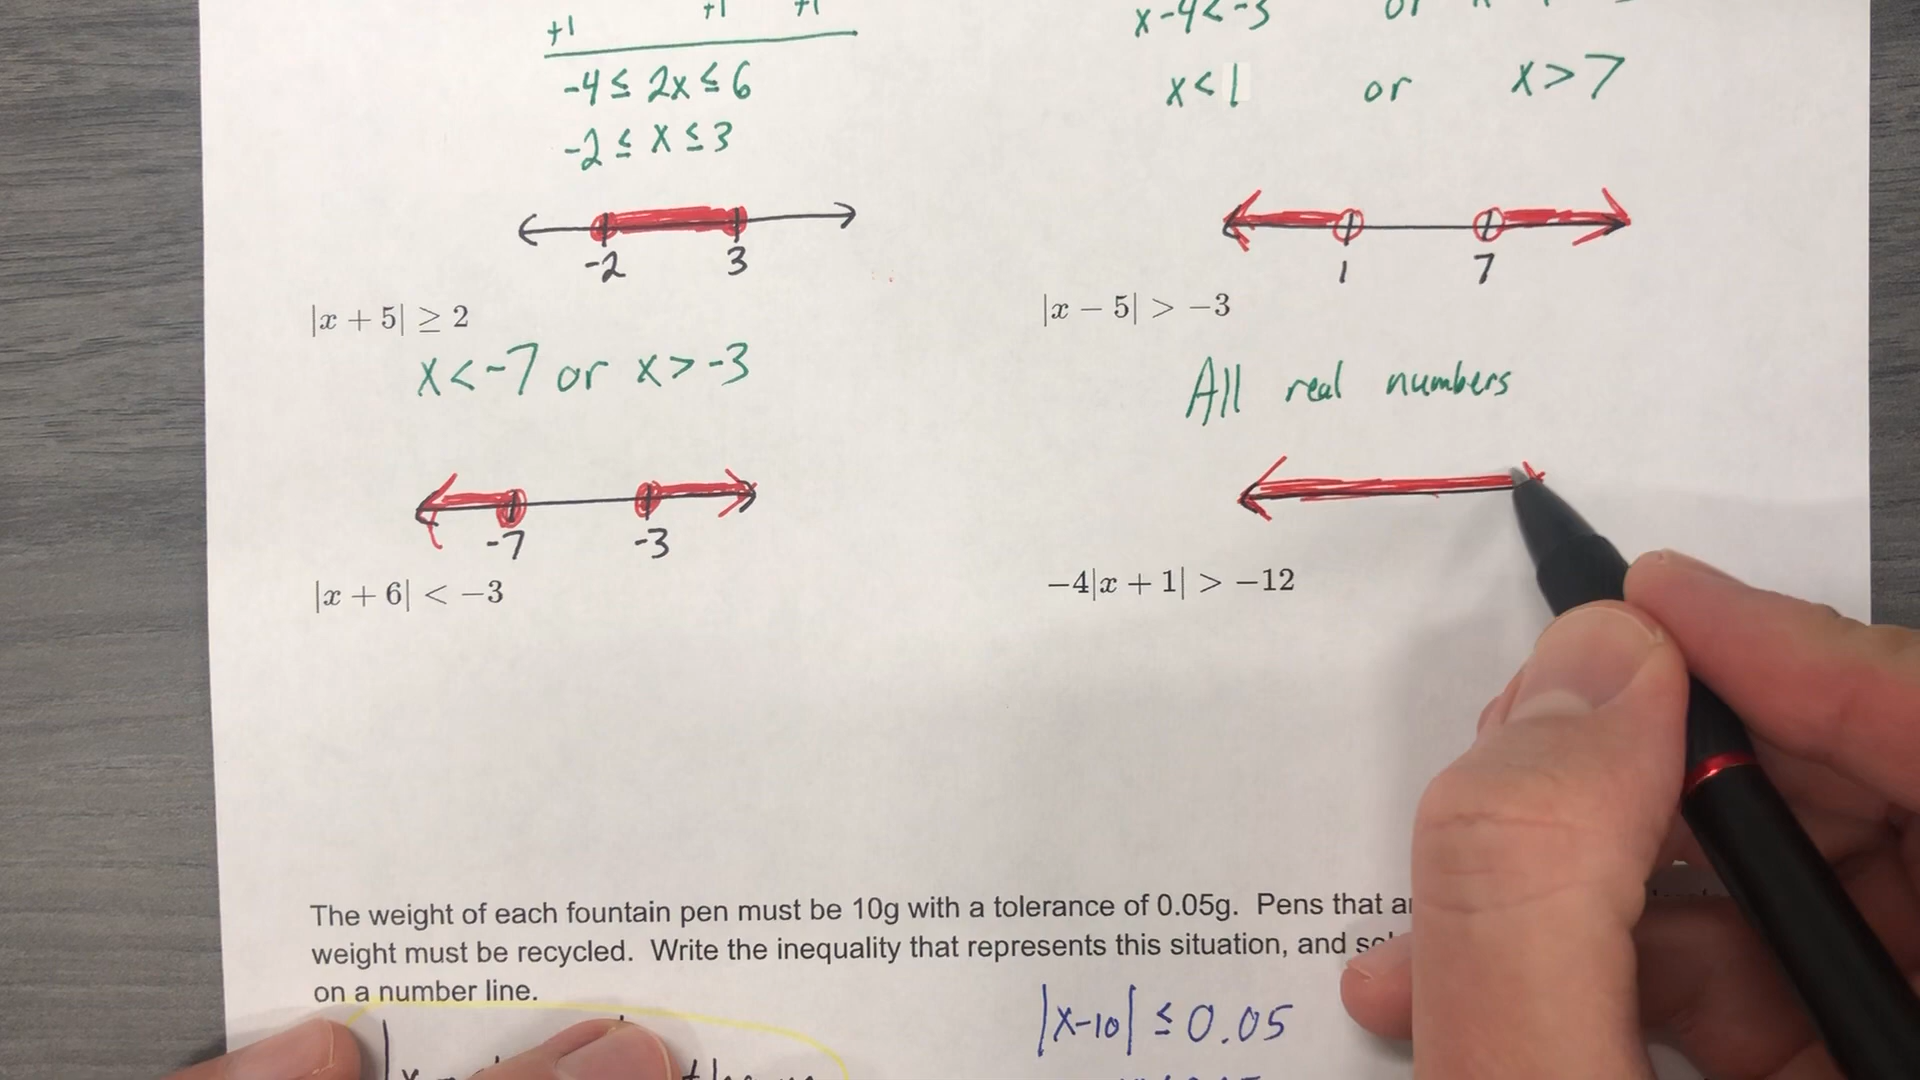 +1 +1 +1
-4 ≤ 2x ≤ 6
-2 ≤ x ≤ 3
-2 3
|x + 5| ≥ 2
x < -7 or x > -3
-7 -3
|x + 6| < −3
x - 4 < -3 or
x < 1 or x > 7
1 7
|x − 5| > −3
All real numbers
−4|x + 1| > −12
The weight of each fountain pen must be 10g with a tolerance of 0.05g. Pens that
weight must be recycled. Write the inequality that represents this situation, and
on a number line.
|x-10| ≤ 0.05